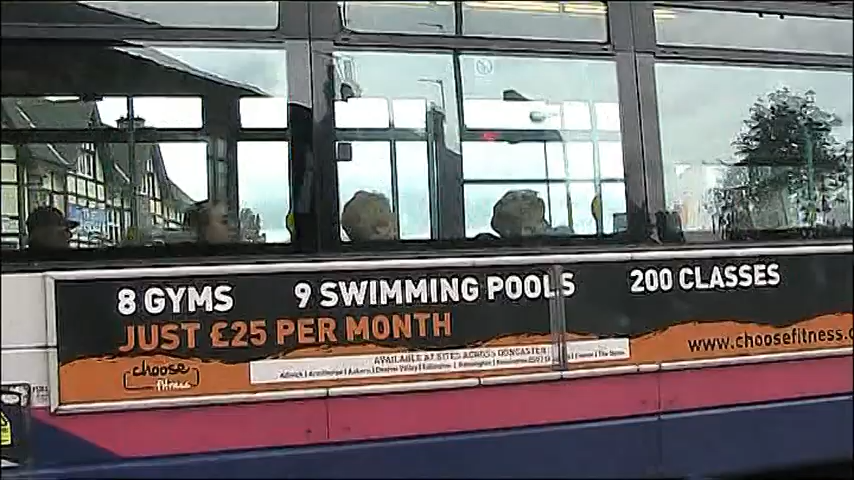 8 GYMS 9 SWIMMING POOLS 200 CLASSES
JUST £25 PER MONTH
www.choosefitness.
choose
fitness
AVAILABLE AT SITES ACROSS DONCASTER